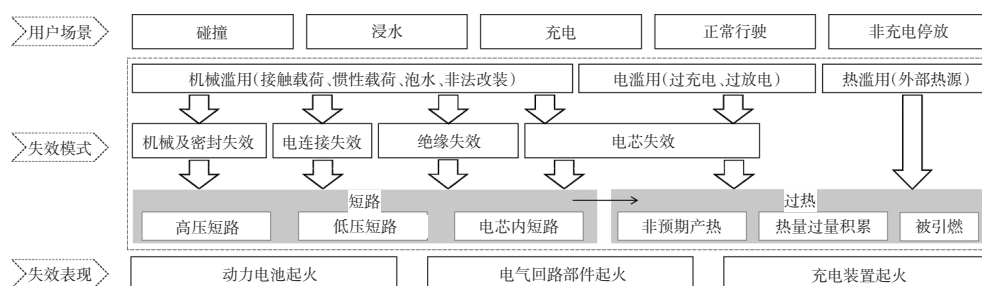 用户场景 碰撞 浸水 充电 正常行驶 非充电停放
机械滥用(接触载荷、惯性载荷、泡水、非法改装) 电滥用(过充电、过放电) 热滥用(外部热源)
失效模式 机械及密封失效 电连接失效 绝缘失效 电芯失效
短路 过热
高压短路 低压短路 电芯内短路 非预期产热 热量过量积累 被引燃
失效表现 动力电池起火 电气回路部件起火 充电装置起火